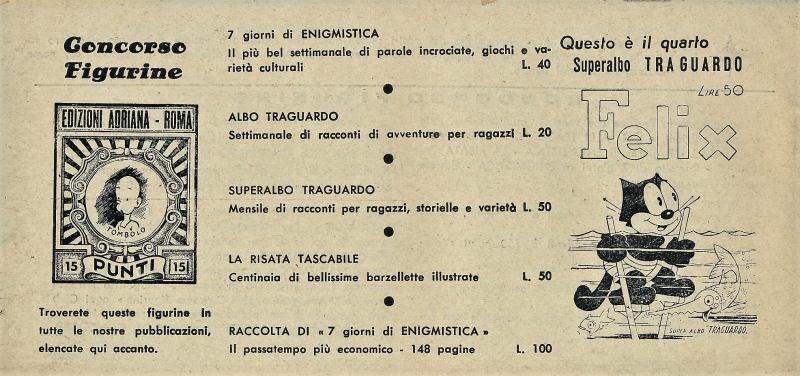 Concorso
Figurine
EDIZIONI ADRIANA - ROMA
TOMBOLO
15 PUNTI 15
Troverete queste figurine in
tutte le nostre pubblicazioni,
elencate qui accanto.
7 giorni di ENIGMISTICA
Il più bel settimanale di parole incrociate, giochi e va-
rietà culturali L. 40
ALBO TRAGUARDO
Settimanale di racconti di avventure per ragazzi L. 20
SUPERALBO TRAGUARDO
Mensile di racconti per ragazzi, storielle e varietà L. 50
LA RISATA TASCABILE
Centinaia di bellissime barzellette illustrate L. 50
RACCOLTA DI « 7 giorni di ENIGMISTICA »
Il passatempo più economico - 148 pagine L. 100
Questo è il quarto
Superalbo TRAGUARDO
LIRE 50
Felix
SUPER ALBO TRAGUARDO.